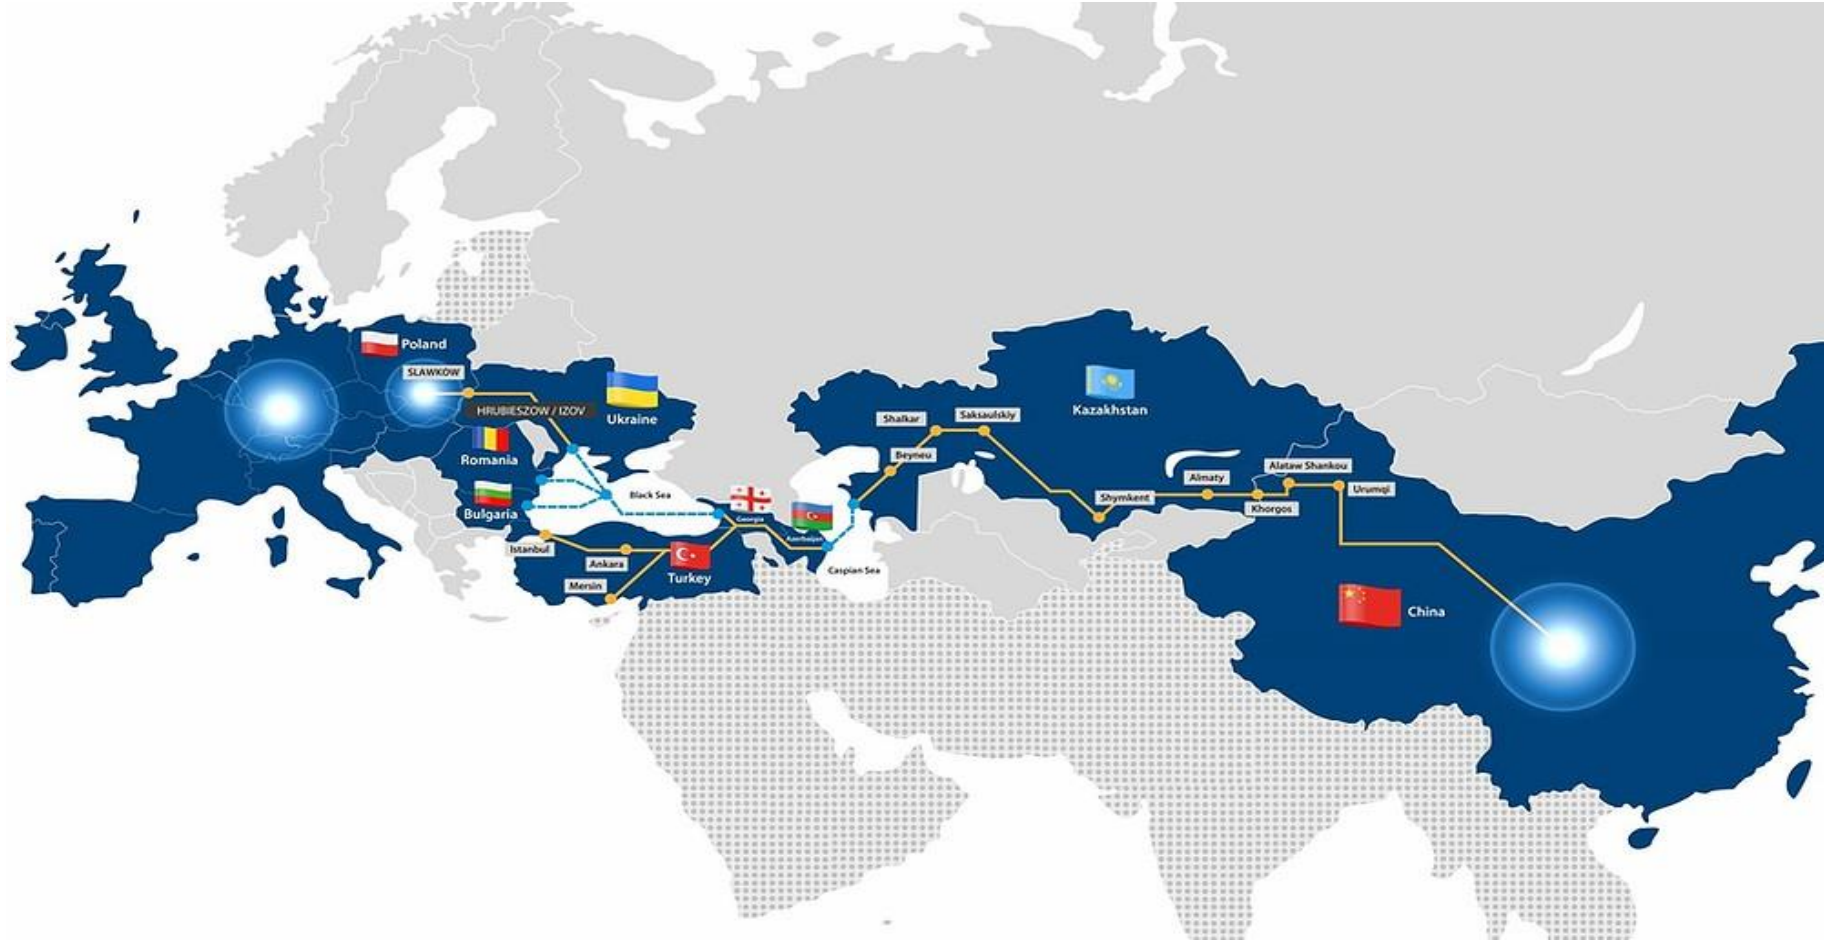 Poland
SLAWKOW
HRUBIESZOW / IZOV
Ukraine
Romania
Bulgaria
Black Sea
Georgia
Azerbaijan
Caspian Sea
Istanbul
Ankara
Mersin
Turkey
Shalkar
Saksaulskiy
Beyneu
Kazakhstan
Shymkent
Almaty
Khorgos
Alataw Shankou
Urumqi
China